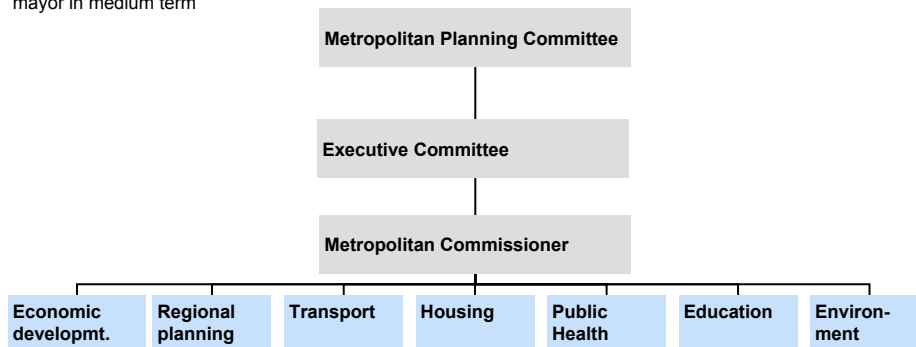 mayor in medium term
Metropolitan Planning Committee
Executive Committee
Metropolitan Commissioner
Economic
developmt.
Regional
planning
Transport
Housing
Public
Health
Education
Environ-
ment